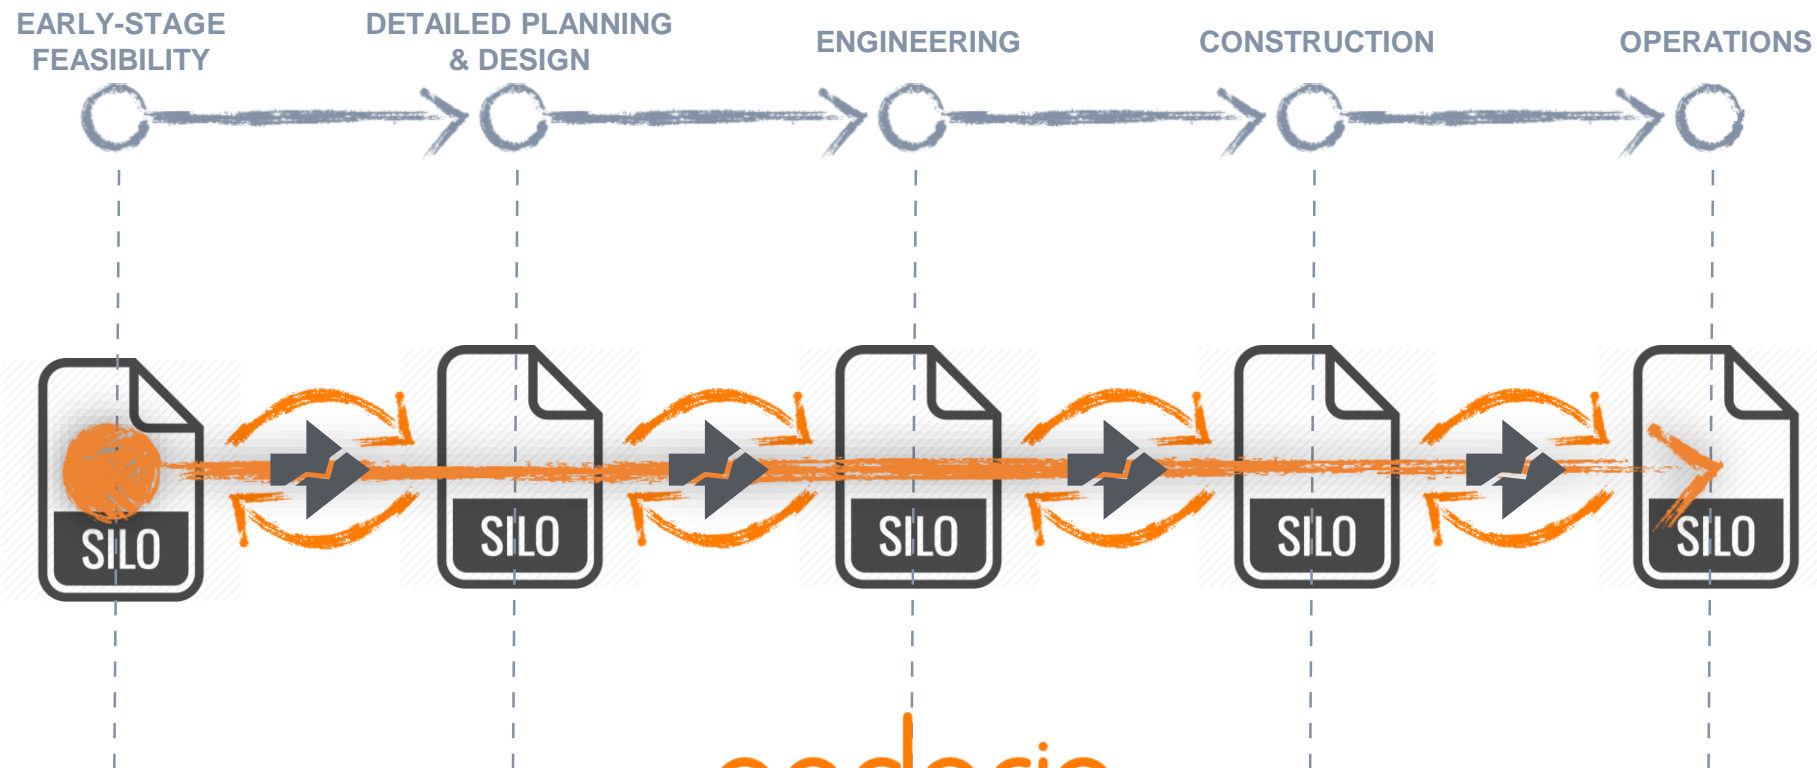 EARLY-STAGE
FEASIBILITY
DETAILED PLANNING
& DESIGN
ENGINEERING
CONSTRUCTION
OPERATIONS
SILO
SILO
SILO
SILO
SILO